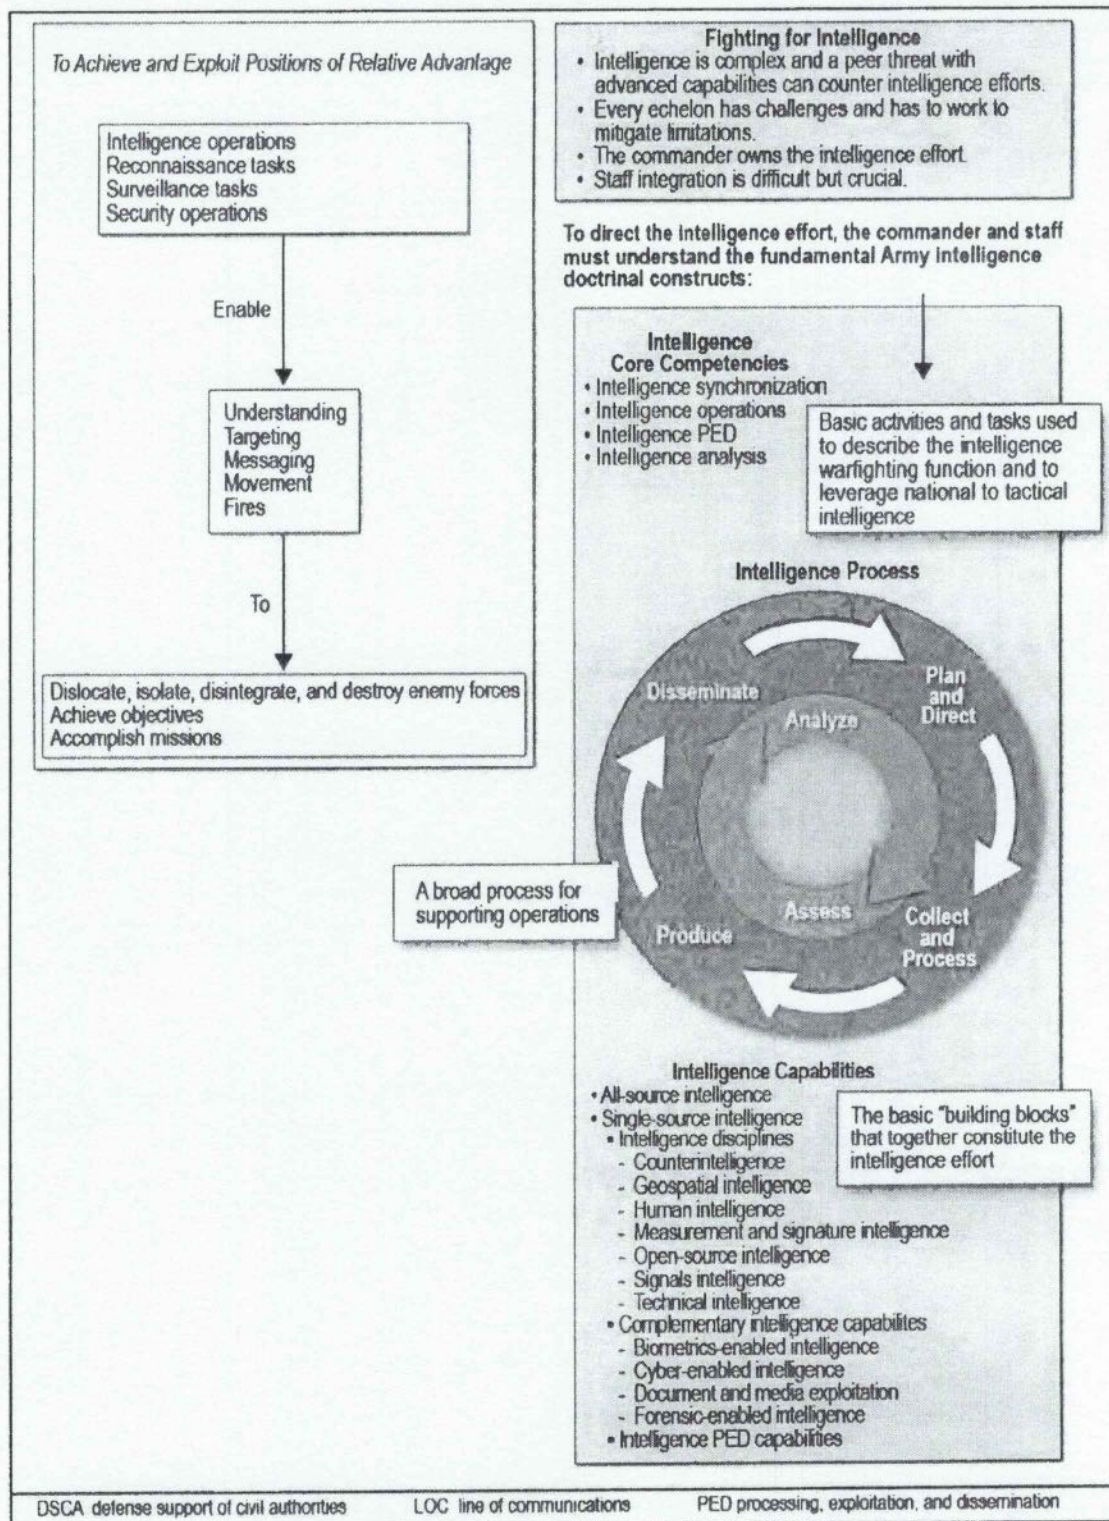 To Achieve and Exploit Positions of Relative Advantage
Intelligence operations
Reconnaissance tasks
Surveillance tasks
Security operations
Enable
Understanding
Targeting
Messaging
Movement
Fires
To
Dislocate, isolate, disintegrate, and destroy enemy forces
Achieve objectives
Accomplish missions
Fighting for Intelligence
• Intelligence is complex and a peer threat with
advanced capabilities can counter intelligence efforts.
• Every echelon has challenges and has to work to
mitigate limitations.
• The commander owns the intelligence effort.
• Staff integration is difficult but crucial.
To direct the intelligence effort, the commander and staff
must understand the fundamental Army intelligence
doctrinal constructs:
Intelligence
Core Competencies
• Intelligence synchronization
• Intelligence operations
• Intelligence PED
• Intelligence analysis
Basic activities and tasks used
to describe the intelligence
warfighting function and to
leverage national to tactical
intelligence
Intelligence Process
Plan
and
Direct
Collect
and
Process
Produce
Disseminate
Analyze
Assess
A broad process for
supporting operations
Intelligence Capabilities
• All-source intelligence
• Single-source intelligence
• Intelligence disciplines
- Counterintelligence
- Geospatial intelligence
- Human intelligence
- Measurement and signature intelligence
- Open-source intelligence
- Signals intelligence
- Technical intelligence
• Complementary intelligence capabilites
- Biometrics-enabled intelligence
- Cyber-enabled intelligence
- Document and media exploitation
- Forensic-enabled intelligence
• Intelligence PED capabilities
The basic "building blocks"
that together constitute the
intelligence effort
DSCA defense support of civil authorities LOC line of communications PED processing, exploitation, and dissemination